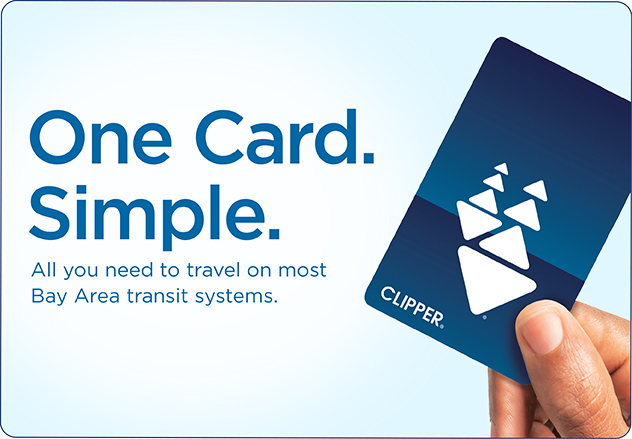 One Card.
Simple.
All you need to travel on most
Bay Area transit systems.
CLIPPER®